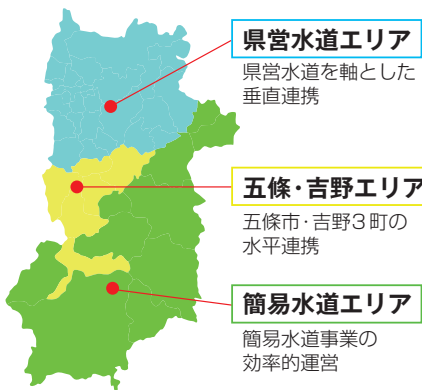 県営水道エリア
県営水道を軸とした
垂直連携
五條・吉野エリア
五條市・吉野3町の
水平連携
簡易水道エリア
簡易水道事業の
効率的運営